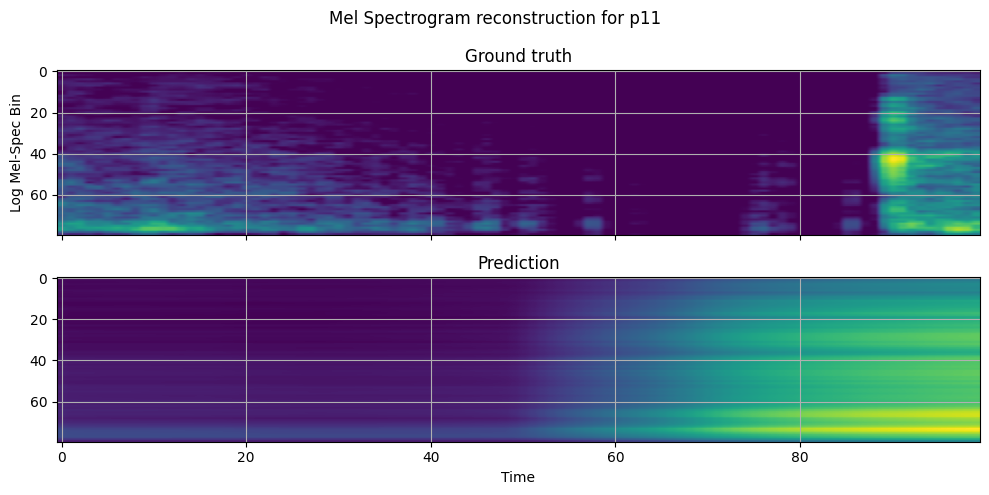 Mel Spectrogram reconstruction for p11
Ground truth
0
20
40
60
Log Mel-Spec Bin
Prediction
0
20
40
60
0 20 40 60 80
Time